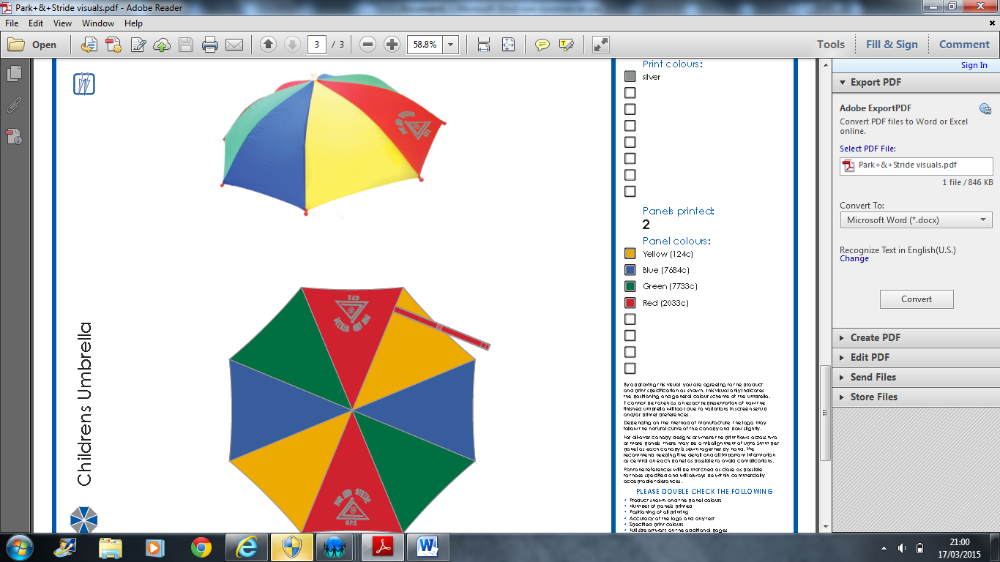 Park+&+Stride visuals.pdf - Adobe Reader
File Edit View Window Help
Open 3 / 3 58.8% Tools Fill & Sign Comment
Sign In
Export PDF
Adobe ExportPDF
Convert PDF files to Word or Excel
online.
Select PDF File:
Park+&+Stride visuals.pdf
1 file / 846 KB
Convert To:
Microsoft Word (*.docx)
Recognize Text in English(U.S.)
Change
Convert
Create PDF
Edit PDF
Send Files
Store Files
Childrens Umbrella
AND
GP2
Print colours:
silver
Panels printed:
2
Panel colours:
Yellow (124c)
Blue (7684c)
Green (7733c)
Red (2033c)
By approving this visual you are agreeing to the product
and print specification as shown. This visual only indicates
the positioning and general colour scheme of the umbrella.
It cannot be taken as an exact representation of how the
finished umbrella will look due to variations in screen setup
and/or printer preferences.
Depending on the method of manufacture the logo may
follow the natural curve of the canopy and bow slightly.
For all-over canopy designs or where the print flows across two
or more panels there may be a misalignment of up to 5mm per
panel as each canopy is sewn together by hand. We
recommend keeping fine detail and all important information
as central on each panel as possible to avoid complications.
Pantone references will be matched as close as possible
to those specified and will always be within commercially
acceptable tolerances.
PLEASE DOUBLE CHECK THE FOLLOWING
• Product shown and the panel colours
• Number of panels printed
• Positioning of all printing
• Accuracy of the logo and any text
• Specified print colours
• Full size artwork on the additional pages
21:00
17/03/2015